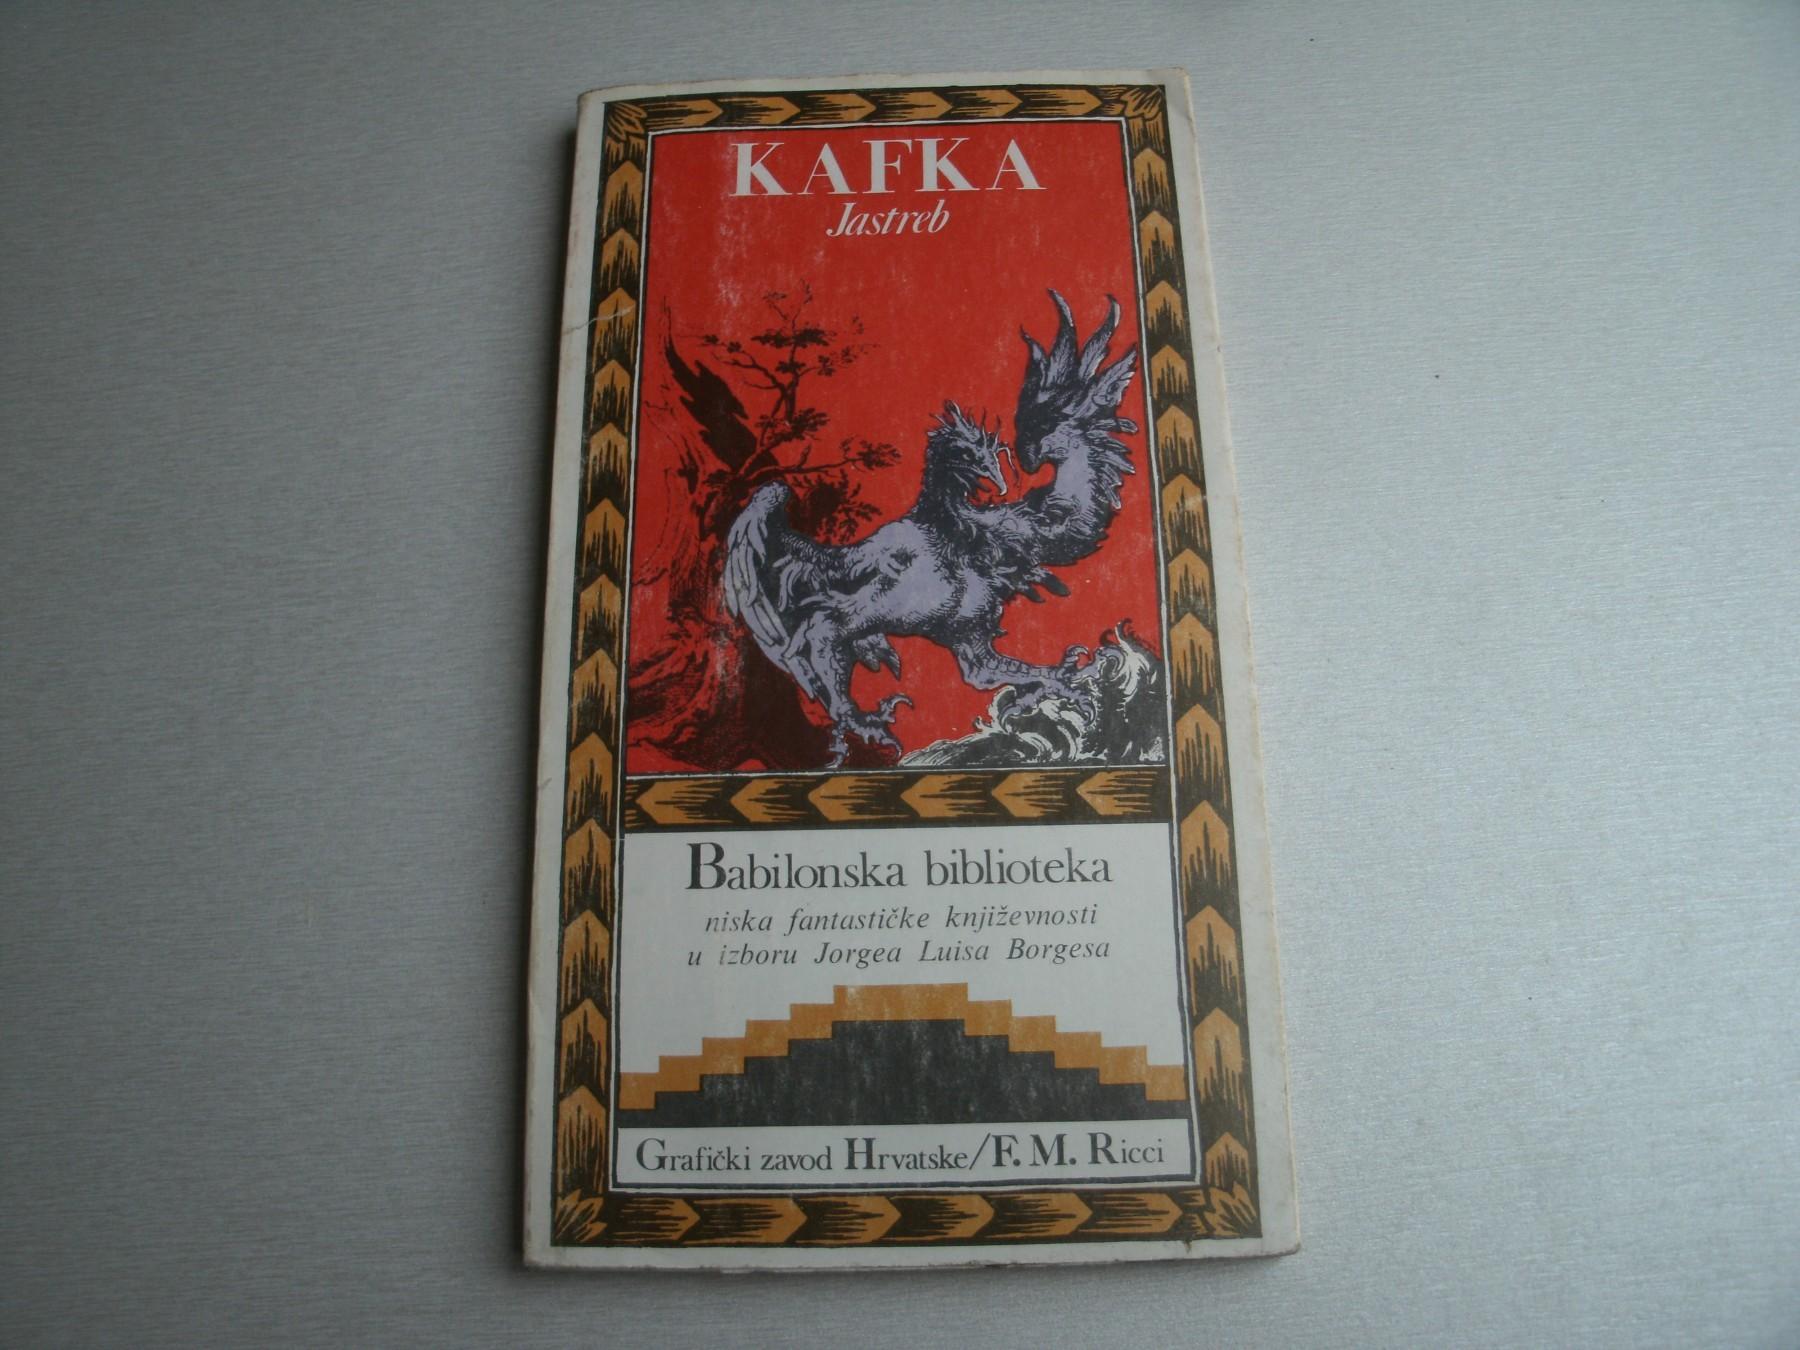 KAFKA
Jastreb
Babilonska biblioteka
niska fantastičke književnosti
u izboru Jorgea Luisa Borgesa
Grafički zavod Hrvatske/F. M. Ricci